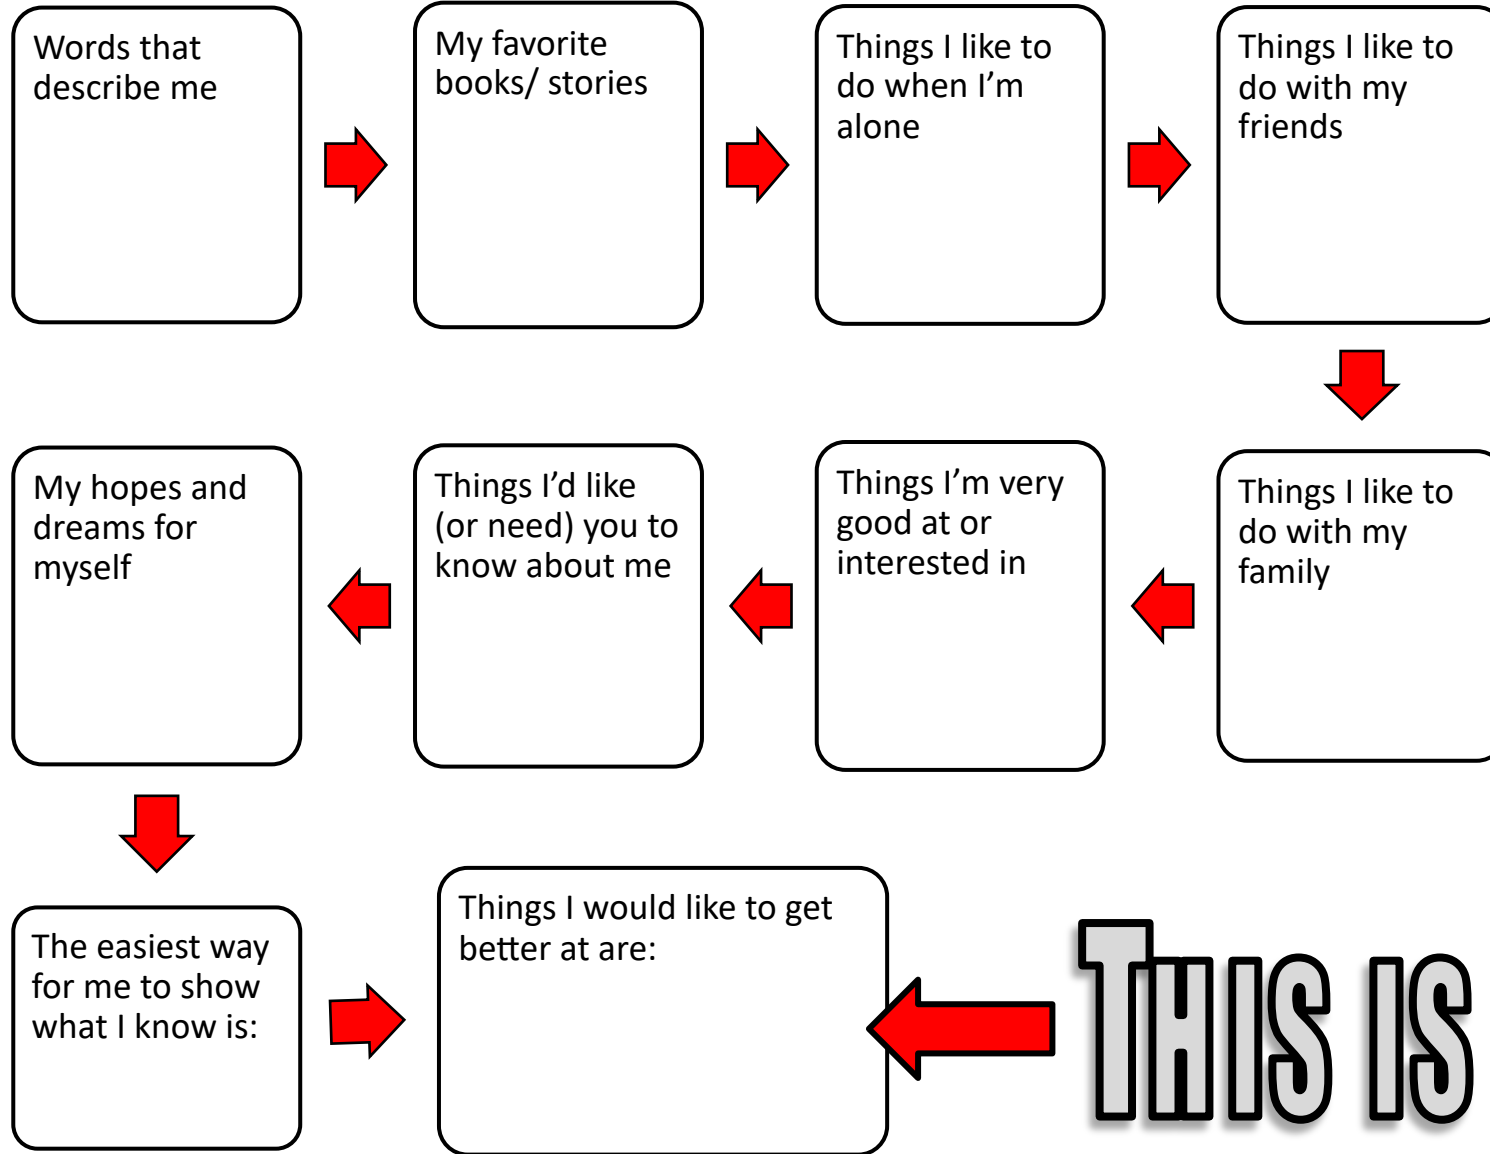 Words that
describe me
My favorite
books/ stories
Things I like to
do when I’m
alone
Things I like to
do with my
friends
Things I like to
do with my
family
Things I’m very
good at or
interested in
Things I’d like
(or need) you to
know about me
My hopes and
dreams for
myself
The easiest way
for me to show
what I know is:
Things I would like to get
better at are:
THIS IS